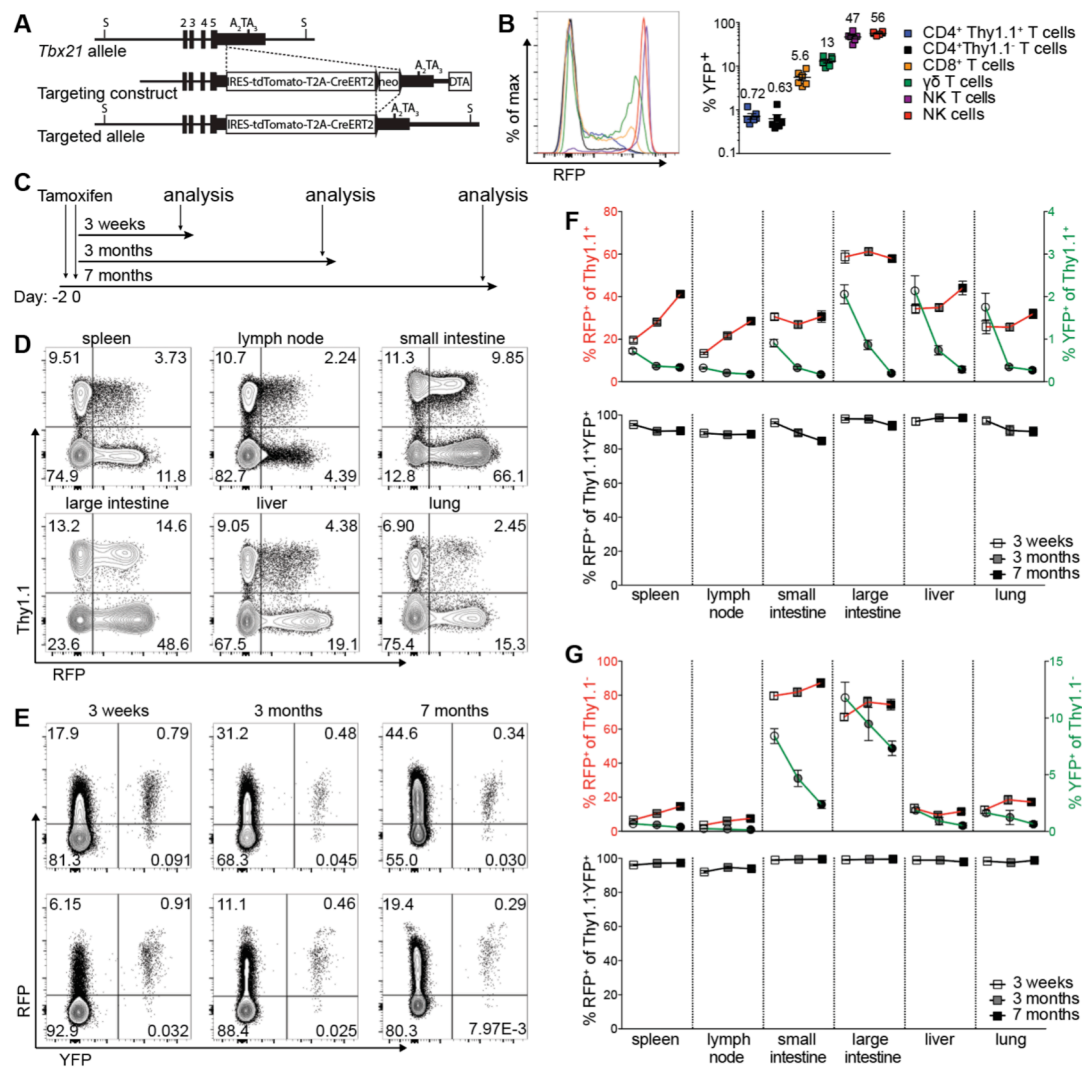 A
S
2 3 4 5
A2TA3
S
Tbx21 allele
IRES-tdTomato-T2A-CreERT2
neo
A2TA3
DTA
Targeting construct
S
A2TA3
S
IRES-tdTomato-T2A-CreERT2
Targeted allele
B
% of max
RFP
% YFP+
100
10
1
0.1
0.72
0.63
5.6
13
47
56
CD4+ Thy1.1+ T cells
CD4+Thy1.1- T cells
CD8+ T cells
γδ T cells
NK T cells
NK cells
C
Tamoxifen
analysis
analysis
analysis
3 weeks
3 months
7 months
Day: -2 0
D
spleen
lymph node
small intestine
9.51
3.73
10.7
2.24
11.3
9.85
74.9
11.8
82.7
4.39
12.8
66.1
large intestine
liver
lung
13.2
14.6
9.05
4.38
6.90
2.45
23.6
48.6
67.5
19.1
75.4
15.3
Thy1.1
RFP
E
3 weeks
3 months
7 months
17.9
0.79
31.2
0.48
44.6
0.34
81.3
0.091
68.3
0.045
55.0
0.030
6.15
0.91
11.1
0.46
19.4
0.29
92.9
0.032
88.4
0.025
80.3
7.97E-3
RFP
YFP
F
% RFP+ of Thy1.1+
80
60
40
20
0
4
3
2
1
0
% YFP+ of Thy1.1+
% RFP+ of Thy1.1+YFP+
100
80
60
40
20
0
3 weeks
3 months
7 months
spleen
lymph node
small intestine
large intestine
liver
lung
G
% RFP+ of Thy1.1-
100
80
60
40
20
0
15
10
5
0
% YFP+ of Thy1.1-
% RFP+ of Thy1.1-YFP+
100
80
60
40
20
0
3 weeks
3 months
7 months
spleen
lymph node
small intestine
large intestine
liver
lung